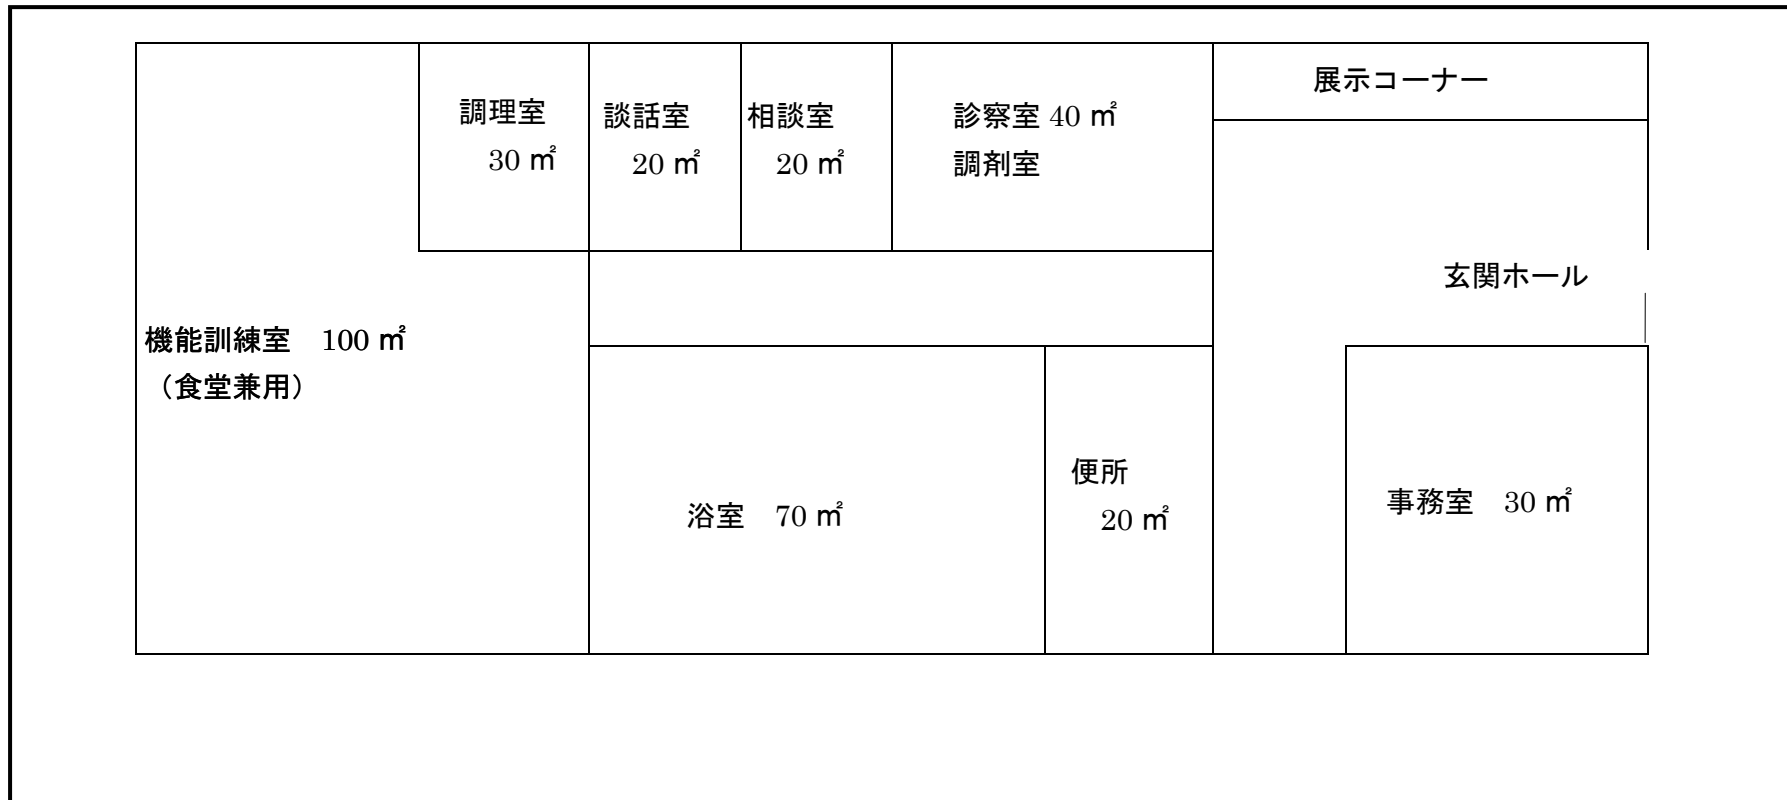 展示コーナー
調理室
30 ㎡
談話室
20 ㎡
相談室
20 ㎡
診察室 40 ㎡
調剤室
玄関ホール
機能訓練室　100 ㎡
（食堂兼用）
浴室　70 ㎡
便所
20 ㎡
事務室　30 ㎡